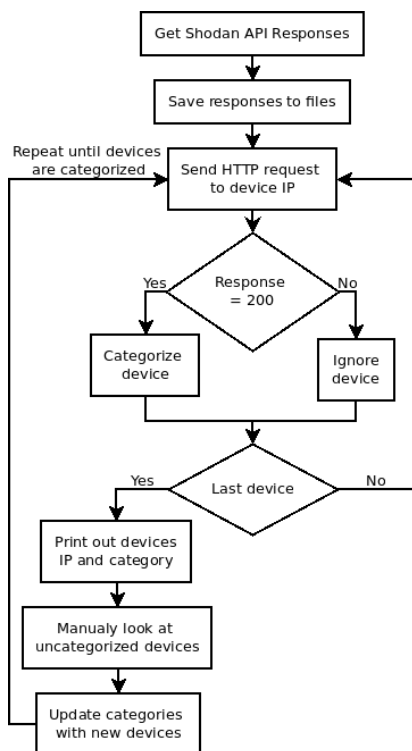 Get Shodan API Responses
Save responses to files
Repeat until devices
are categorized
Send HTTP request
to device IP
Yes
Response
= 200
No
Categorize
device
Ignore
device
Yes
Last device
No
Print out devices
IP and category
Manualy look at
uncategorized devices
Update categories
with new devices